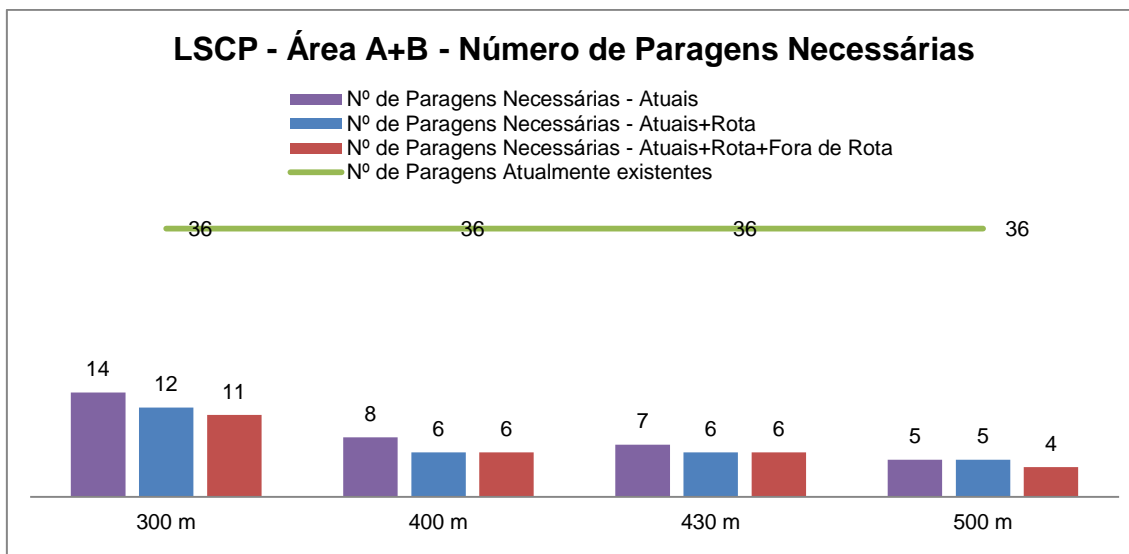 LSCP - Área A+B - Número de Paragens Necessárias
Nº de Paragens Necessárias - Atuais
Nº de Paragens Necessárias - Atuais+Rota
Nº de Paragens Necessárias - Atuais+Rota+Fora de Rota
Nº de Paragens Atualmente existentes
36 36 36 36
14 12 11 8 6 6 7 6 6 5 5 4
300 m 400 m 430 m 500 m